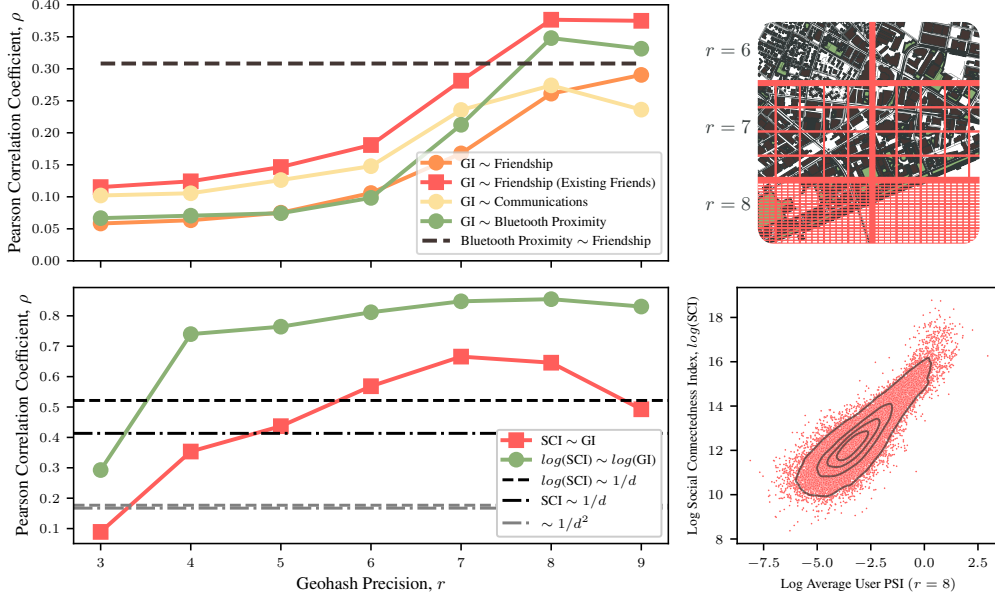 Pearson Correlation Coefficient, ρ
0.40
0.35
0.30
0.25
0.20
0.15
0.10
0.05
0.00
GI ∼ Friendship
GI ∼ Friendship (Existing Friends)
GI ∼ Communications
GI ∼ Bluetooth Proximity
Bluetooth Proximity ∼ Friendship
r = 6
r = 7
r = 8
Pearson Correlation Coefficient, ρ
0.8
0.7
0.6
0.5
0.4
0.3
0.2
0.1
SCI ∼ GI
log(SCI) ∼ log(GI)
log(SCI) ∼ 1/d
SCI ∼ 1/d
∼ 1/d²
3 4 5 6 7 8 9
Geohash Precision, r
Log Social Connectedness Index, log(SCI)
18
16
14
12
10
8
−7.5 −5.0 −2.5 0.0 2.5
Log Average User PSI (r = 8)